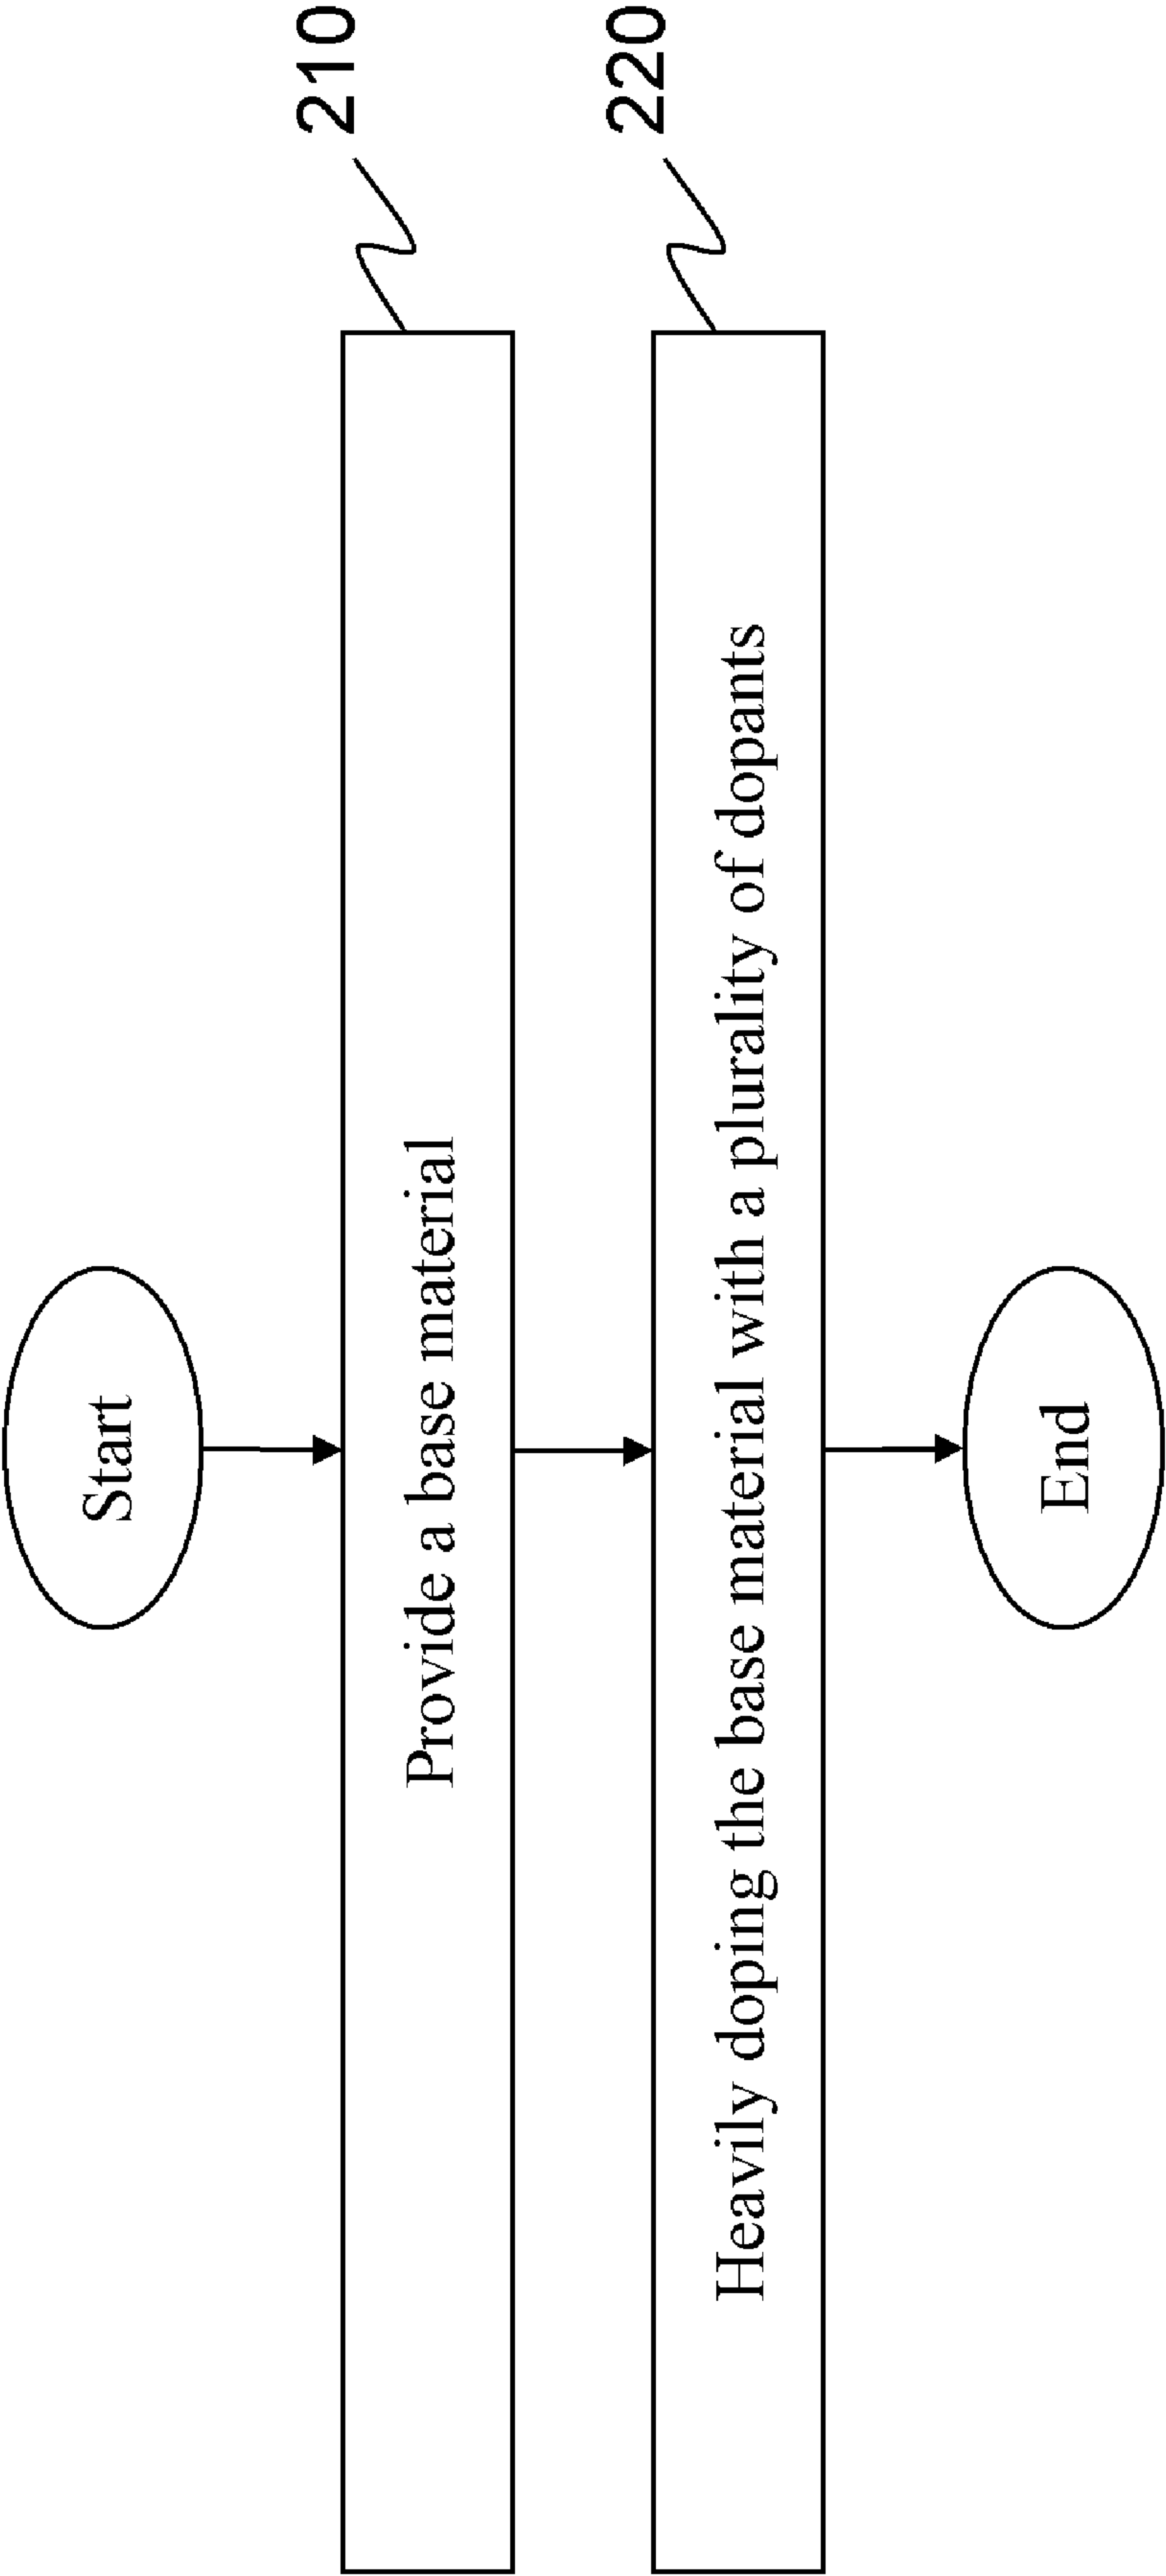 Start
Provide a base material
210
Heavily doping the base material with a plurality of dopants
220
End